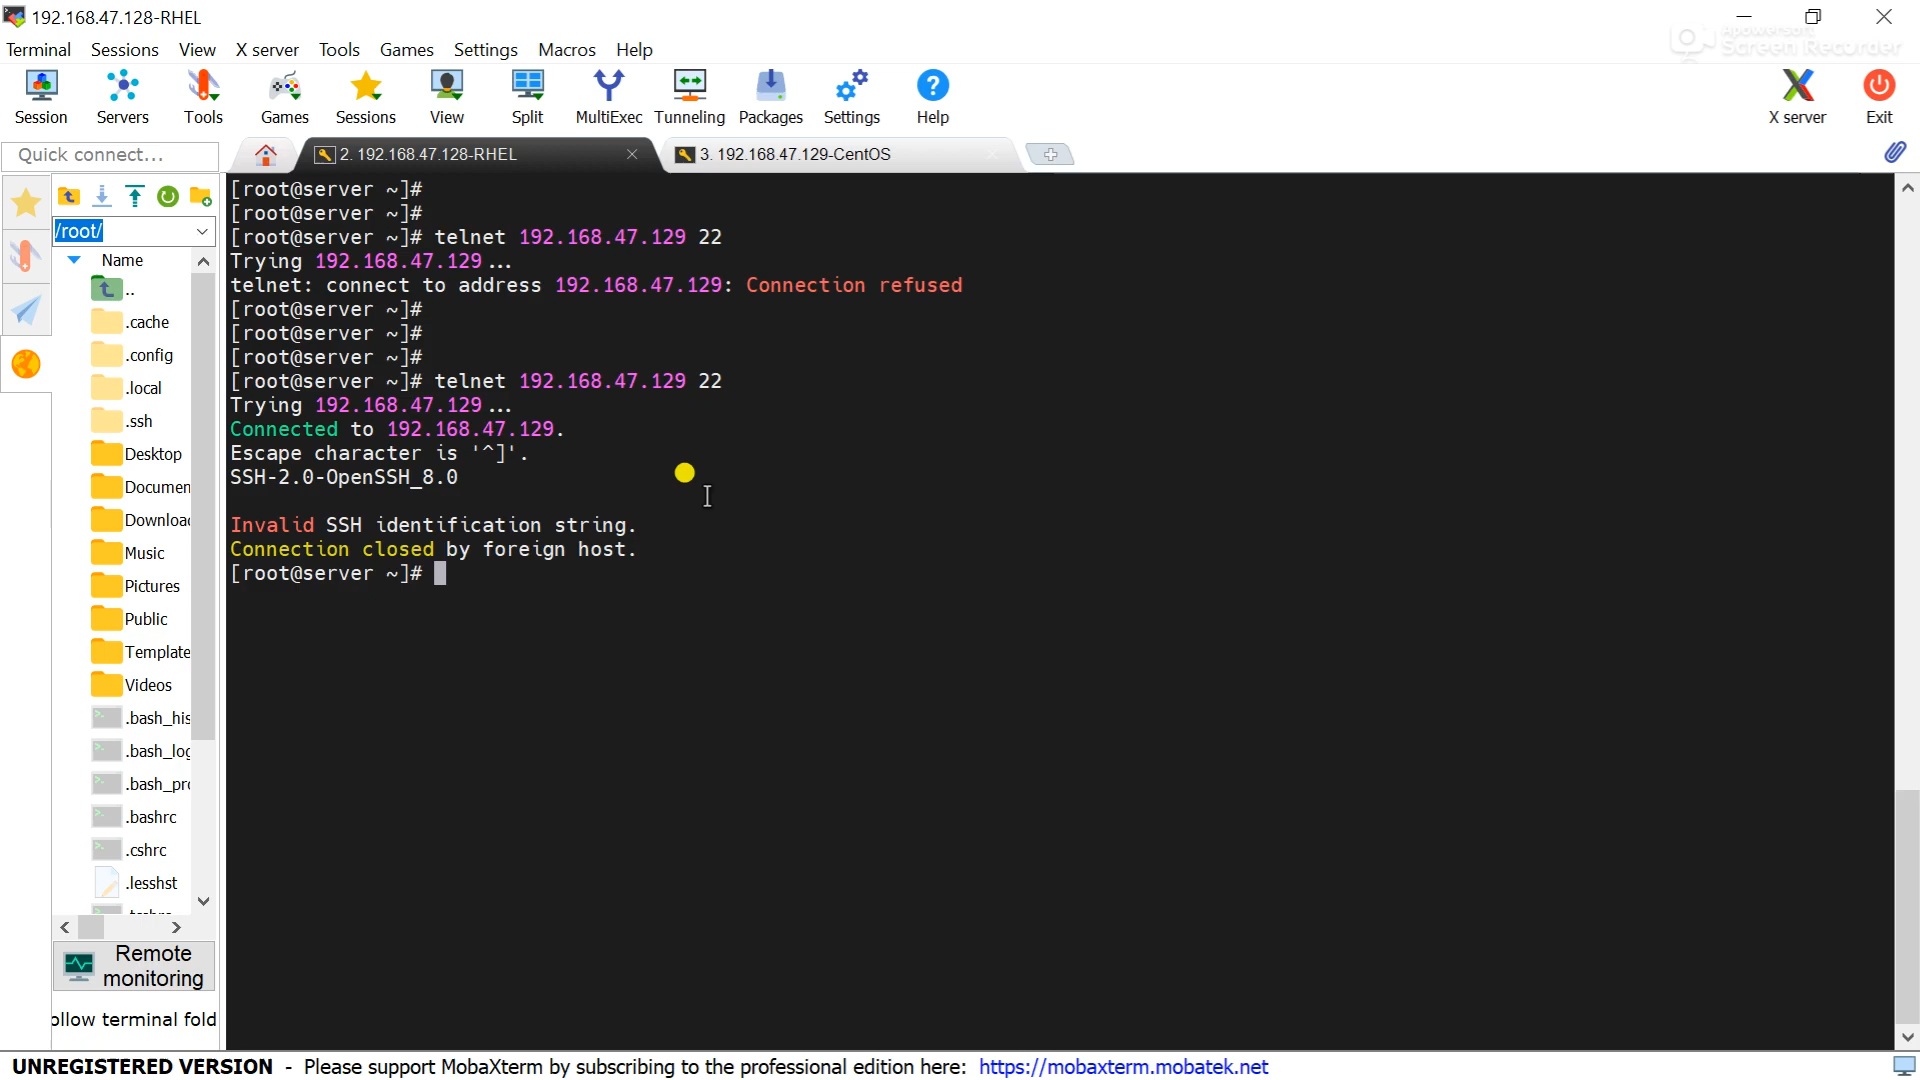 192.168.47.128-RHEL
Apowersoft
Screen Recorder
Terminal Sessions View X server Tools Games Settings Macros Help
Session Servers Tools Games Sessions View Split MultiExec Tunneling Packages Settings Help X server Exit
Quick connect...
2. 192.168.47.128-RHEL
3. 192.168.47.129-CentOS
/root/
Name
..
.cache
.config
.local
.ssh
Desktop
Documen
Downloa
Music
Pictures
Public
Template
Videos
.bash_his
.bash_log
.bash_pro
.bashrc
.cshrc
.lesshst
Remote
monitoring
ollow terminal fold
[root@server ~]#
[root@server ~]#
[root@server ~]# telnet 192.168.47.129 22
Trying 192.168.47.129...
telnet: connect to address 192.168.47.129: Connection refused
[root@server ~]#
[root@server ~]#
[root@server ~]#
[root@server ~]# telnet 192.168.47.129 22
Trying 192.168.47.129...
Connected to 192.168.47.129.
Escape character is '^]'.
SSH-2.0-OpenSSH_8.0
Invalid SSH identification string.
Connection closed by foreign host.
[root@server ~]#
UNREGISTERED VERSION - Please support MobaXterm by subscribing to the professional edition here: https://mobaxterm.mobatek.net